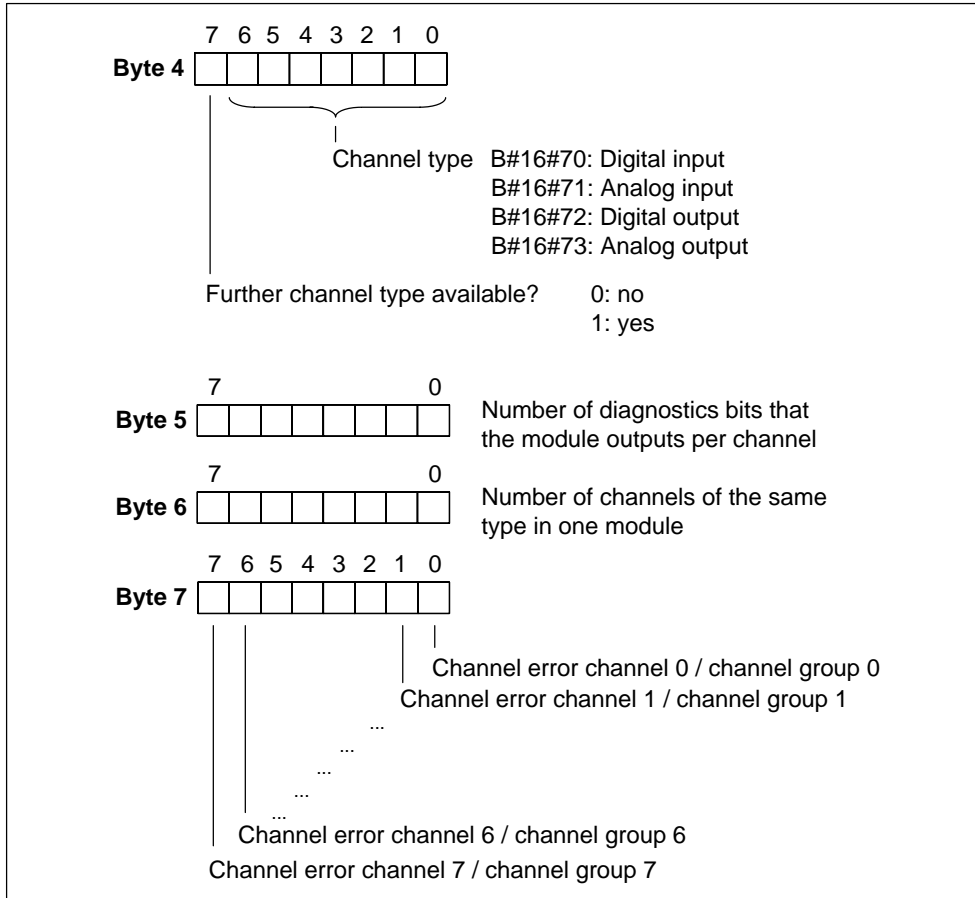 7 6 5 4 3 2 1 0
Byte 4
Channel type B#16#70: Digital input
B#16#71: Analog input
B#16#72: Digital output
B#16#73: Analog output
Further channel type available? 0: no
1: yes
7 0
Byte 5 Number of diagnostics bits that
the module outputs per channel
7 0
Byte 6 Number of channels of the same
type in one module
7 6 5 4 3 2 1 0
Byte 7
Channel error channel 0 / channel group 0
Channel error channel 1 / channel group 1
...
...
...
...
...
Channel error channel 6 / channel group 6
Channel error channel 7 / channel group 7